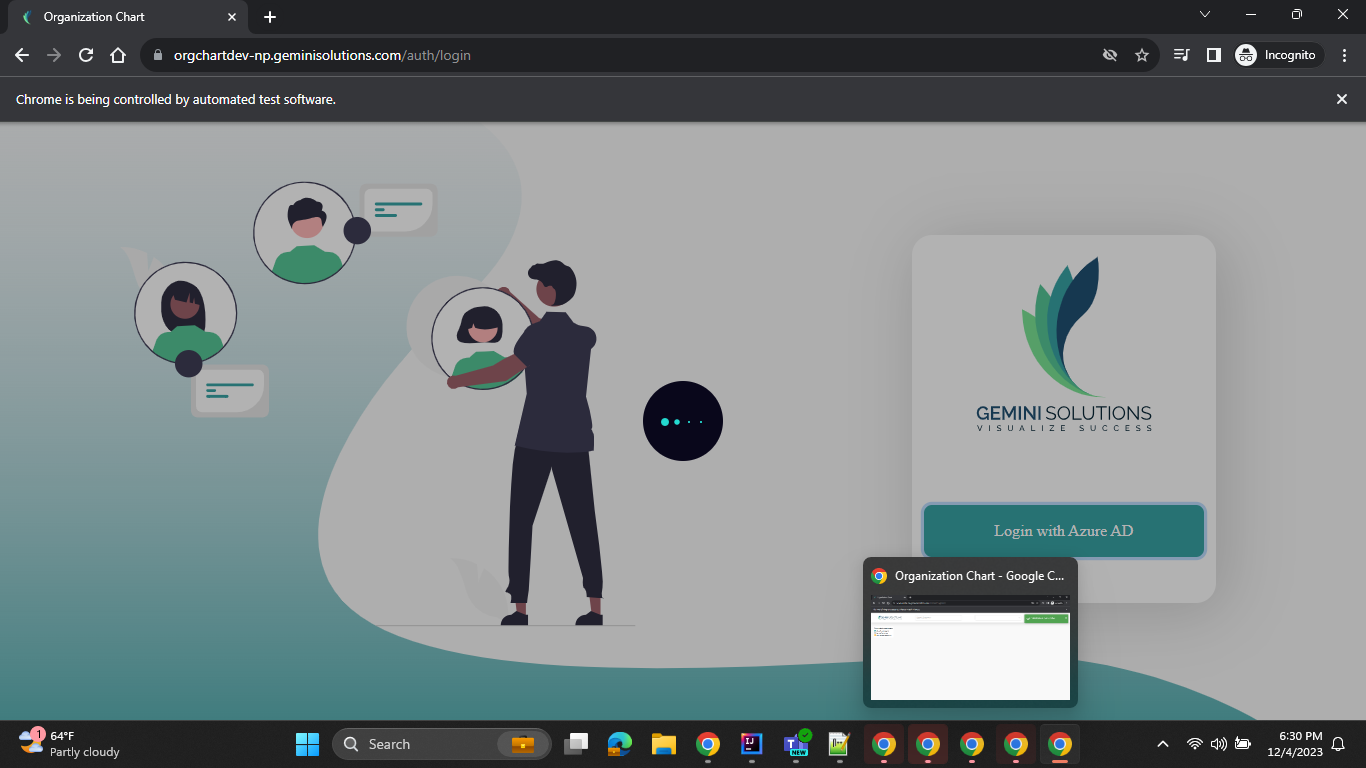 Organization Chart
orgchartdev-np.geminisolutions.com/auth/login
Incognito
Chrome is being controlled by automated test software.
GEMINI SOLUTIONS
VISUALIZE SUCCESS
Login with Azure AD
Organization Chart - Google C...
1
64°F
Partly cloudy
Search
IJ
T
NEW
6:30 PM
12/4/2023